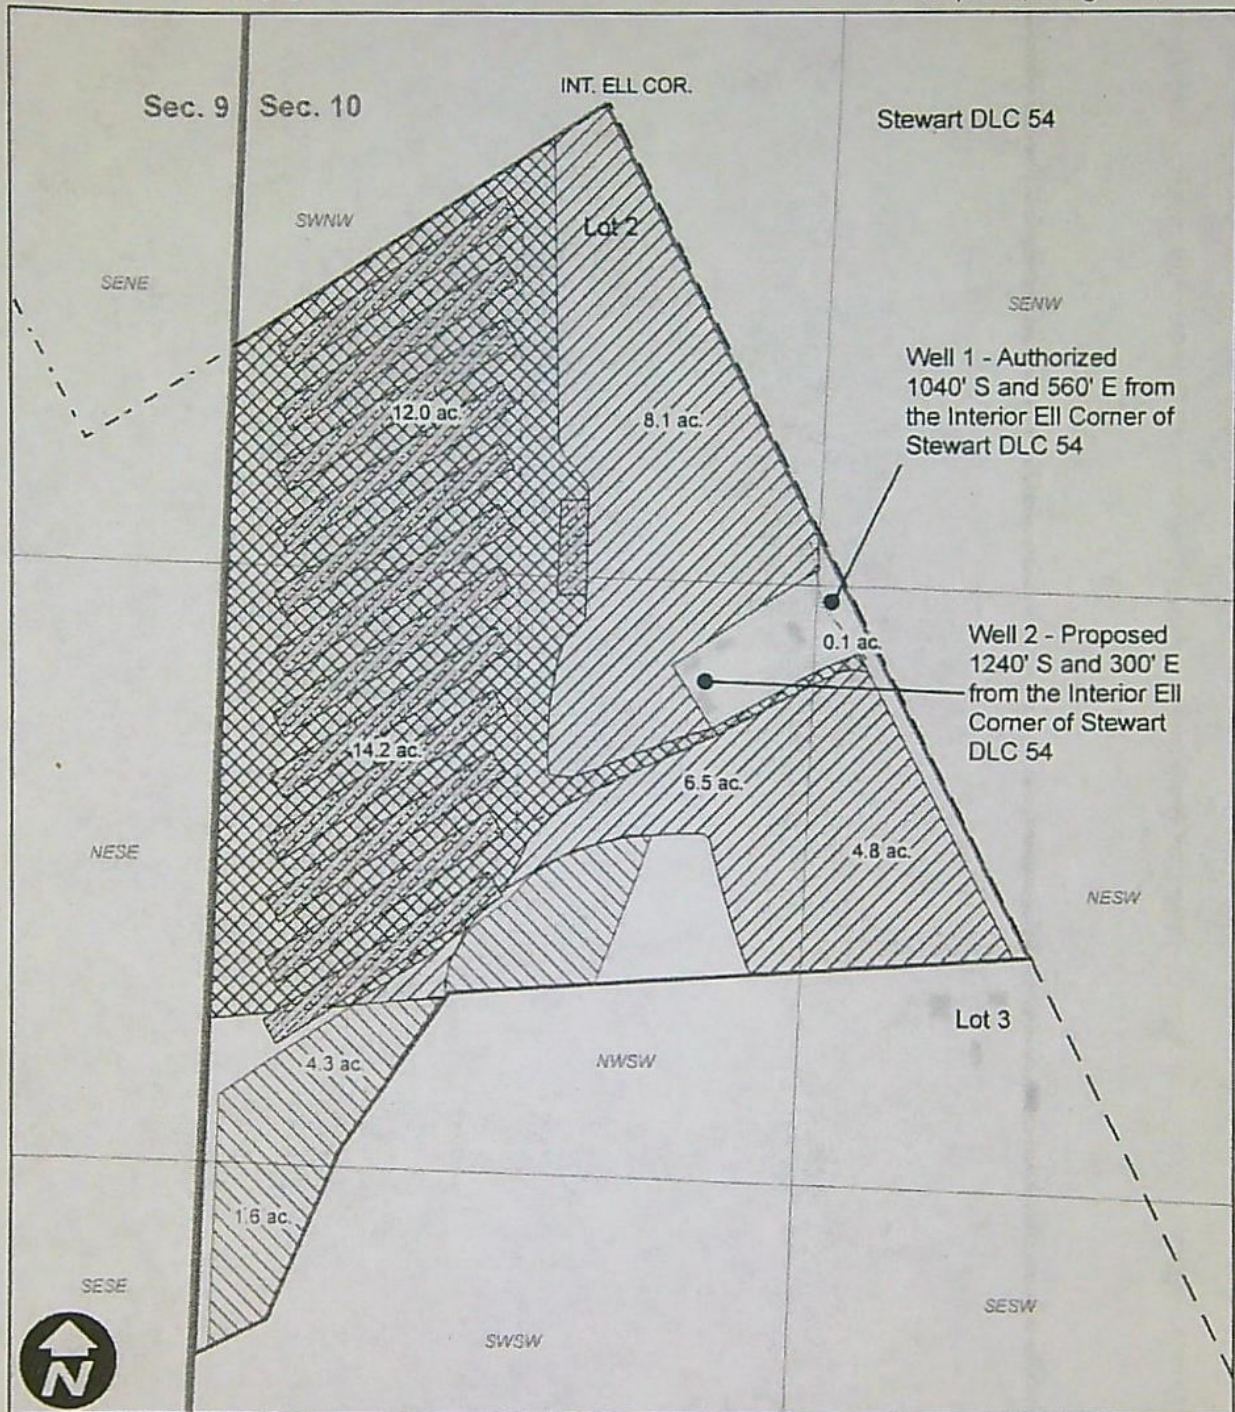 INT. ELL COR.
Sec. 9 Sec. 10
Stewart DLC 54
SWNW
Lot 2
SENE
SENW
Well 1 - Authorized
1040' S and 560' E from
the Interior Ell Corner of
Stewart DLC 54
12.0 ac.
8.1 ac.
Well 2 - Proposed
1240' S and 300' E
from the Interior Ell
Corner of Stewart
DLC 54
0.1 ac.
14.2 ac.
6.5 ac.
NESE
4.8 ac.
NESW
Lot 3
4.3 ac.
NWSW
1.6 ac.
SESE
SESW
SWSW
N